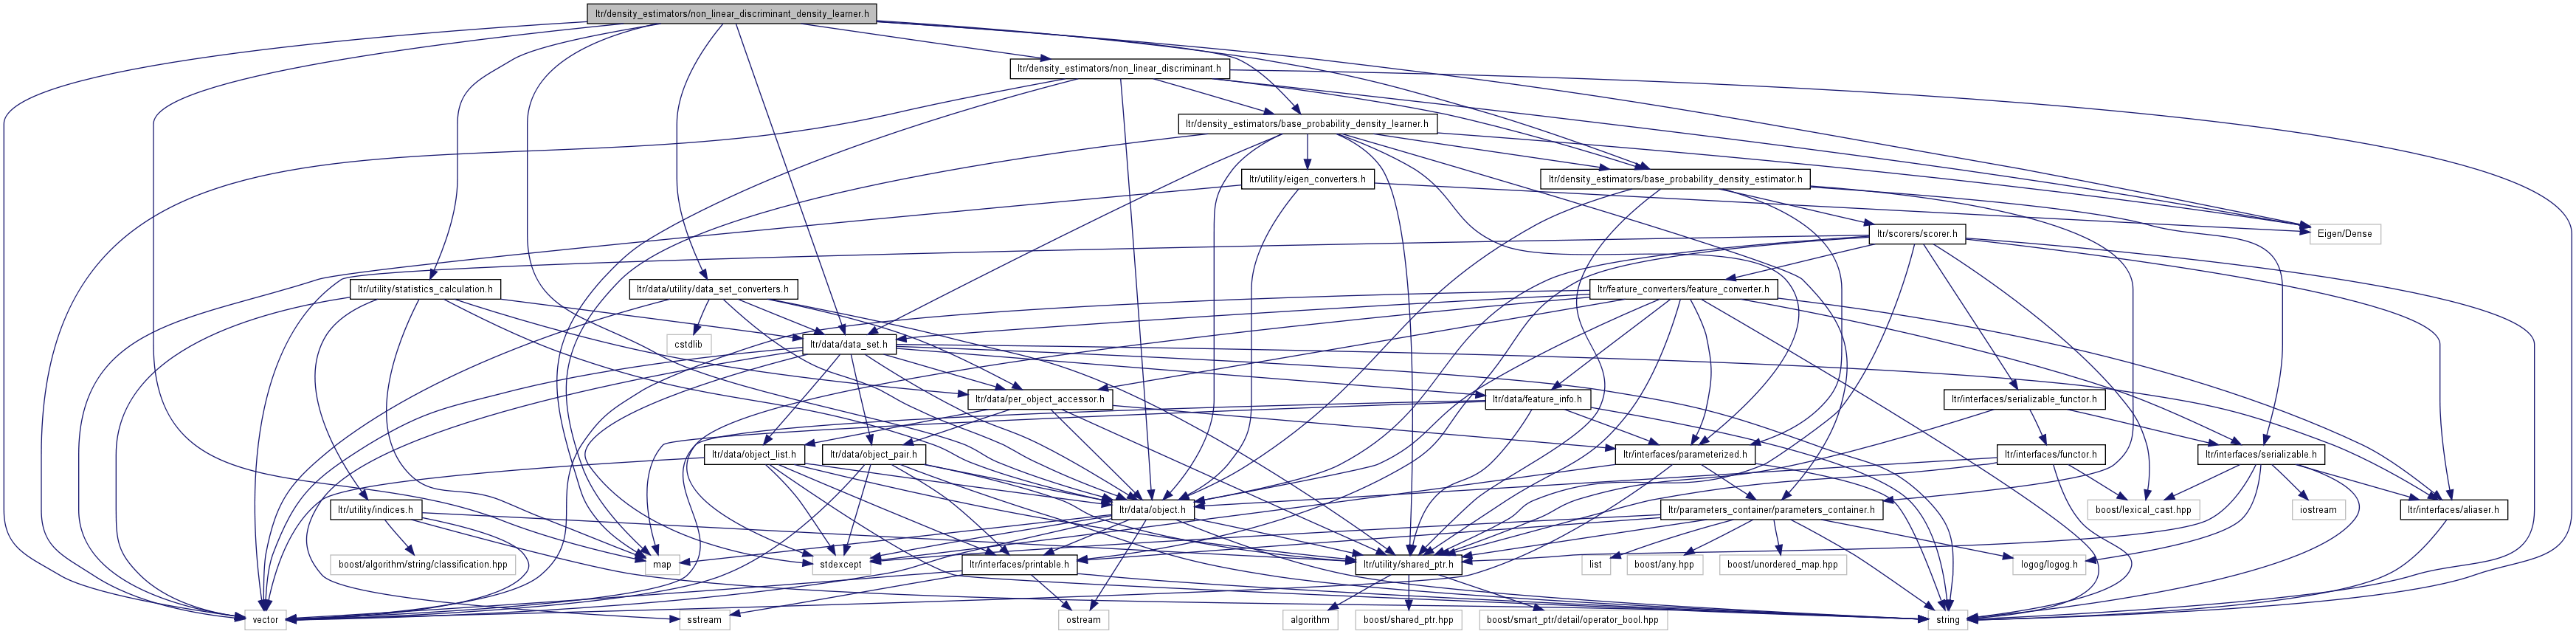 ltr/density_estimators/non_linear_discriminant_density_learner.h
ltr/density_estimators/non_linear_discriminant.h
ltr/density_estimators/base_probability_density_learner.h
ltr/utility/eigen_converters.h
ltr/density_estimators/base_probability_density_estimator.h
ltr/scorers/scorer.h
Eigen/Dense
ltr/utility/statistics_calculation.h
ltr/data/utility/data_set_converters.h
ltr/feature_converters/feature_converter.h
cstdlib
ltr/data/data_set.h
ltr/data/per_object_accessor.h
ltr/data/feature_info.h
ltr/interfaces/serializable_functor.h
ltr/data/object_list.h
ltr/data/object_pair.h
ltr/interfaces/parameterized.h
ltr/interfaces/functor.h
ltr/interfaces/serializable.h
ltr/utility/indices.h
ltr/data/object.h
ltr/parameters_container/parameters_container.h
boost/lexical_cast.hpp
iostream
ltr/interfaces/aliaser.h
boost/algorithm/string/classification.hpp
map
stdexcept
ltr/interfaces/printable.h
ltr/utility/shared_ptr.h
list
boost/any.hpp
boost/unordered_map.hpp
logog/logog.h
vector
sstream
ostream
algorithm
boost/shared_ptr.hpp
boost/smart_ptr/detail/operator_bool.hpp
string